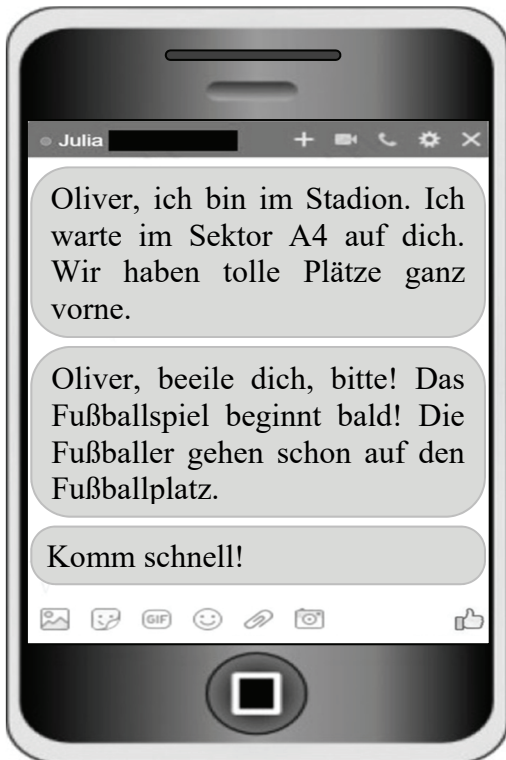 Julia
Oliver, ich bin im Stadion. Ich
warte im Sektor A4 auf dich.
Wir haben tolle Plätze ganz
vorne.
Oliver, beeile dich, bitte! Das
Fußballspiel beginnt bald! Die
Fußballer gehen schon auf den
Fußballplatz.
Komm schnell!
GIF